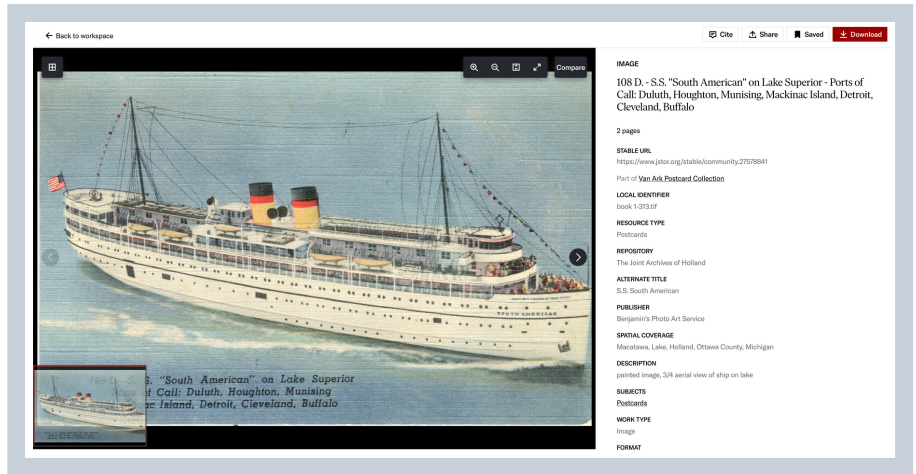 Back to workspace
Cite
Share
Saved
Download
Compare
108 D. - S.S. "South American" on Lake Superior
Ports of Call: Duluth, Houghton, Munising
Mackinac Island, Detroit, Cleveland, Buffalo
SOUTH AMERICAN
IMAGE
108 D. - S.S. "South American" on Lake Superior - Ports of
Call: Duluth, Houghton, Munising, Mackinac Island, Detroit,
Cleveland, Buffalo
2 pages
STABLE URL
https://www.jstor.org/stable/community.27578841
Part of Van Ark Postcard Collection
LOCAL IDENTIFIER
book 1-313.tif
RESOURCE TYPE
Postcards
REPOSITORY
The Joint Archives of Holland
ALTERNATE TITLE
S.S. South American
PUBLISHER
Benjamin's Photo Art Service
SPATIAL COVERAGE
Macatawa, Lake, Holland, Ottawa County, Michigan
DESCRIPTION
painted image, 3/4 aerial view of ship on lake
SUBJECTS
Postcards
WORK TYPE
Image
FORMAT